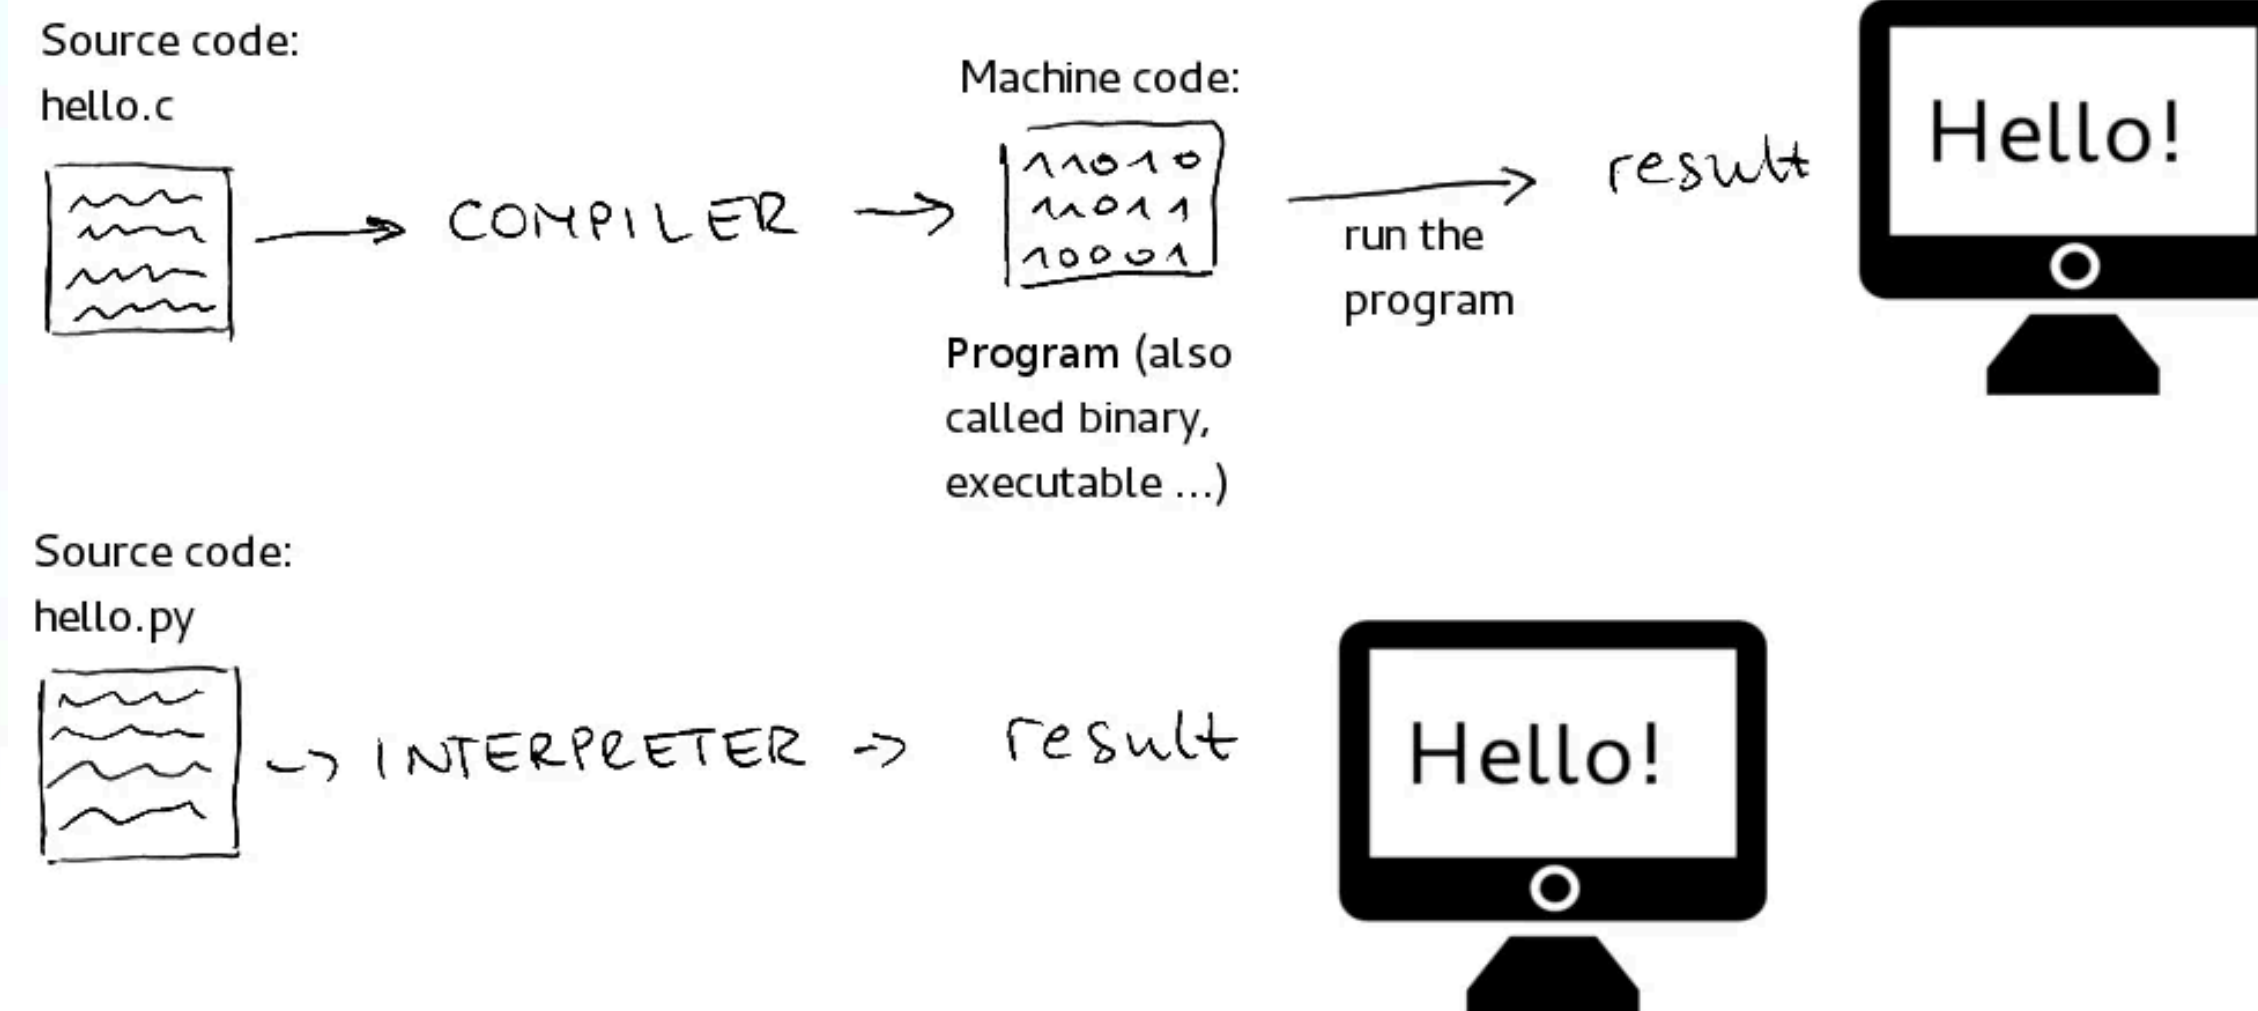 Source code:
hello.c
COMPILER
Machine code:
11010
11011
10001
Program (also
called binary,
executable ...)
run the
program
result
Hello!
Source code:
hello.py
INTERPRETER
result
Hello!